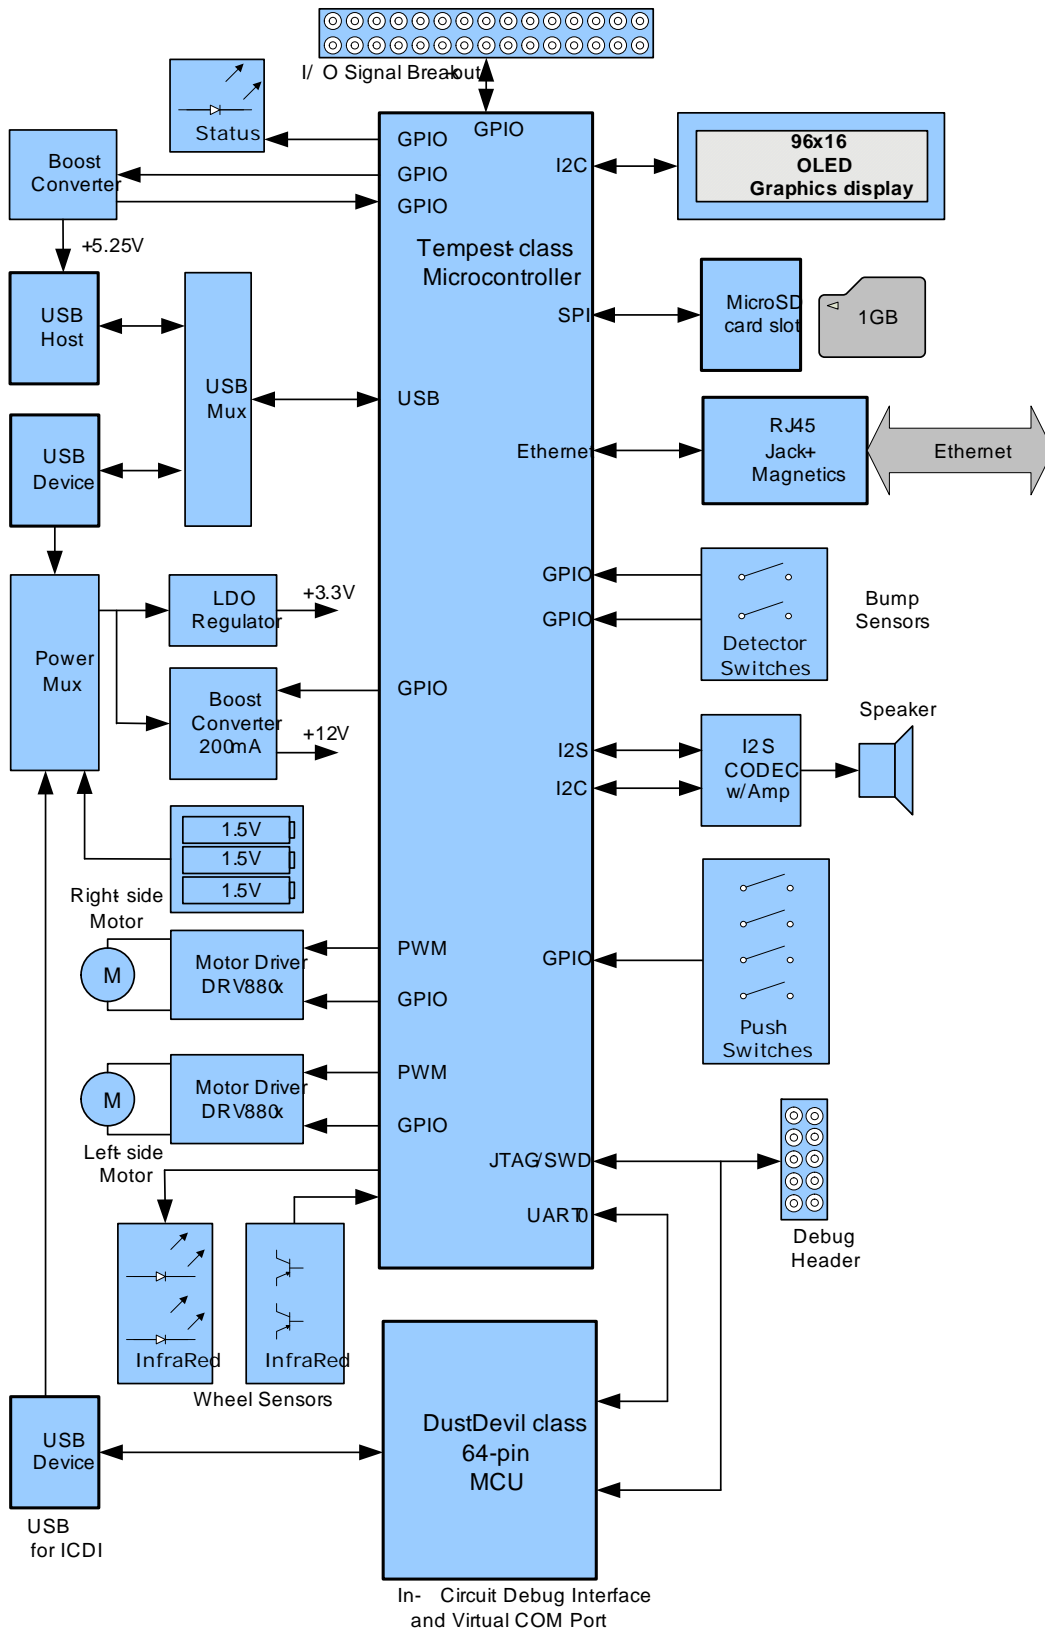 I/ O Signal Breakout
GPIO
Status
GPIO
Boost
Converter
GPIO
GPIO
I2C
96x16
OLED
Graphics display
+5.25V
Tempest-class
Microcontroller
USB
Host
SPI
MicroSD
card slot
1GB
USB
Mux
USB
USB
Device
Ethernet
RJ45
Jack+
Magnetics
Ethernet
LDO
Regulator
+3.3V
GPIO
GPIO
Detector
Switches
Bump
Sensors
Power
Mux
Boost
Converter
200mA
GPIO
+12V
I2S
I2C
I2S
CODEC
w/Amp
Speaker
1.5V
1.5V
1.5V
Right-side
Motor
M
Motor Driver
DRV880x
PWM
GPIO
GPIO
Push
Switches
M
Motor Driver
DRV880x
PWM
GPIO
Left-side
Motor
JTAG/SWD
UART0
Debug
Header
InfraRed
InfraRed
Wheel Sensors
USB
Device
DustDevil class
64-pin
MCU
USB
for ICDI
In- Circuit Debug Interface
and Virtual COM Port